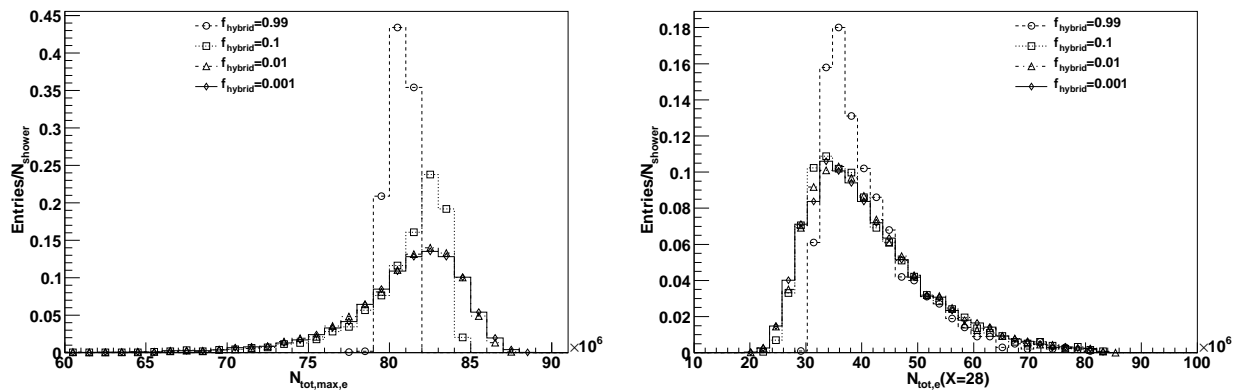 0.45
0.4
0.35
0.3
0.25
0.2
0.15
0.1
0.05
0
Entries/N_shower
f_hybrid=0.99
f_hybrid=0.1
f_hybrid=0.01
f_hybrid=0.001
60 65 70 75 80 85 90 ×10^6
N_tot,max,e
0.18
0.16
0.14
0.12
0.1
0.08
0.06
0.04
0.02
0
Entries/N_shower
f_hybrid=0.99
f_hybrid=0.1
f_hybrid=0.01
f_hybrid=0.001
10 20 30 40 50 60 70 80 90 100 ×10^6
N_tot,e(X=28)